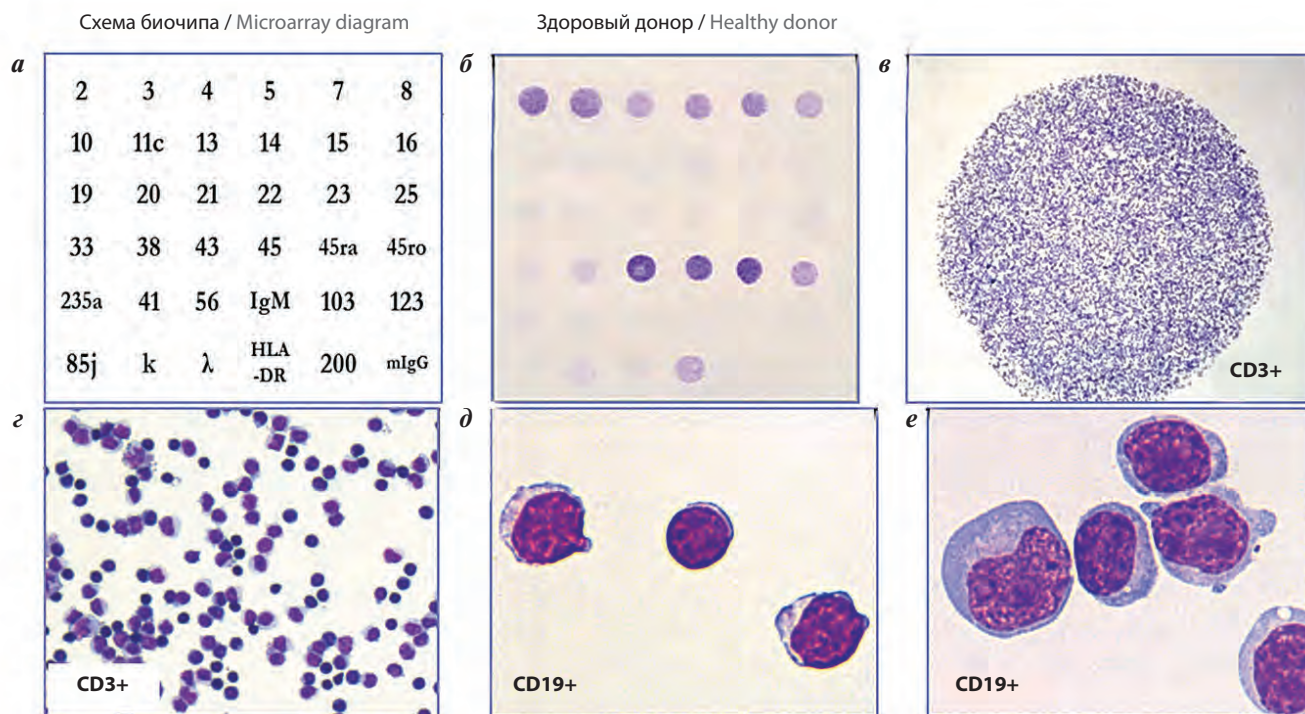 Схема биочипа / Microarray diagram
Здоровый донор / Healthy donor
а
2 3 4 5 7 8
10 11c 13 14 15 16
19 20 21 22 23 25
33 38 43 45 45ra 45ro
235a 41 56 IgM 103 123
85j k λ HLA-DR 200 mIgG
б
в
CD3+
г
CD3+
д
CD19+
е
CD19+